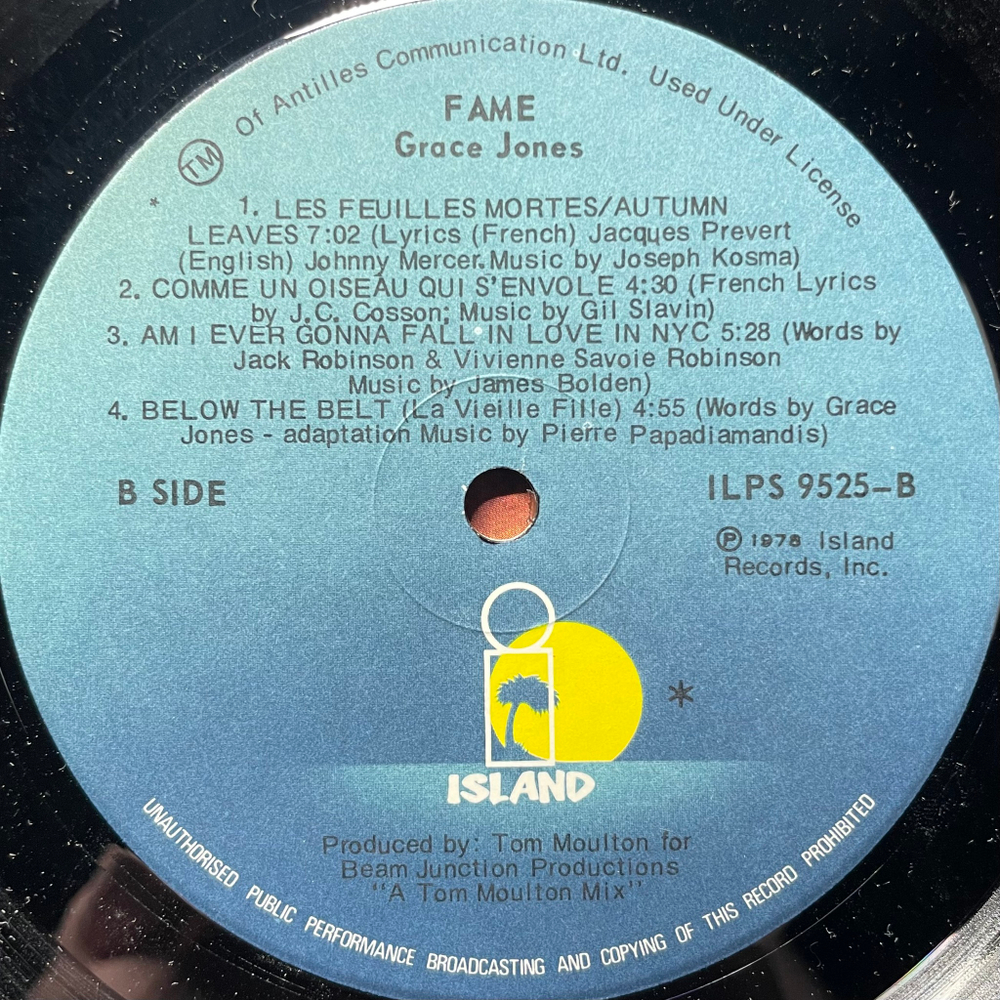 * ™ Of Antilles Communication Ltd. Used Under License
FAME
Grace Jones
1. LES FEUILLES MORTES/AUTUMN
LEAVES 7:02 (Lyrics (French) Jacques Prevert
(English) Johnny Mercer.Music by Joseph Kosma)
2. COMME UN OISEAU QUI S'ENVOLE 4:30 (French Lyrics
by J.C. Cosson; Music by Gil Slavin)
3. AM I EVER GONNA FALL IN LOVE IN NYC 5:28 (Words by
Jack Robinson & Vivienne Savoie Robinson
Music by James Bolden)
4. BELOW THE BELT (La Vieille Fille) 4:55 (Words by Grace
Jones - adaptation Music by Pierre Papadiamandis)
B SIDE
ILPS 9525-B
℗ 1978 Island
Records, Inc.
*
ISLAND
Produced by: Tom Moulton for
Beam Junction Productions
"A Tom Moulton Mix"
UNAUTHORISED PUBLIC PERFORMANCE BROADCASTING AND COPYING OF THIS RECORD PROHIBITED